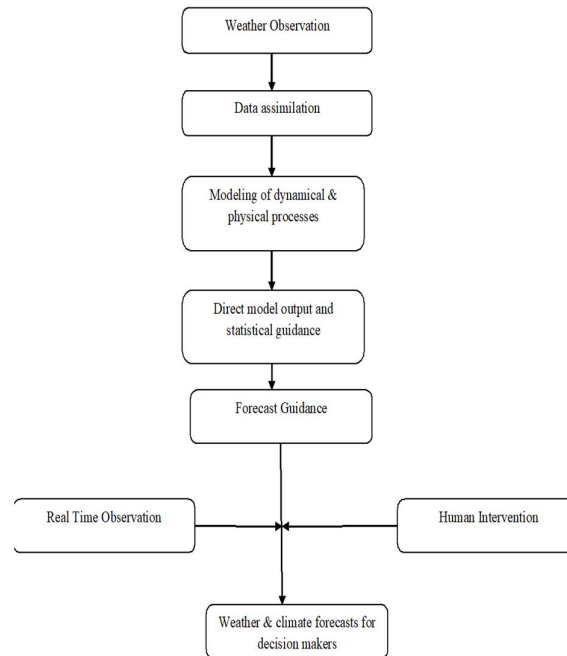 Weather Observation
Data assimilation
Modeling of dynamical &
physical processes
Direct model output and
statistical guidance
Forecast Guidance
Real Time Observation
Human Intervention
Weather & climate forecasts for
decision makers